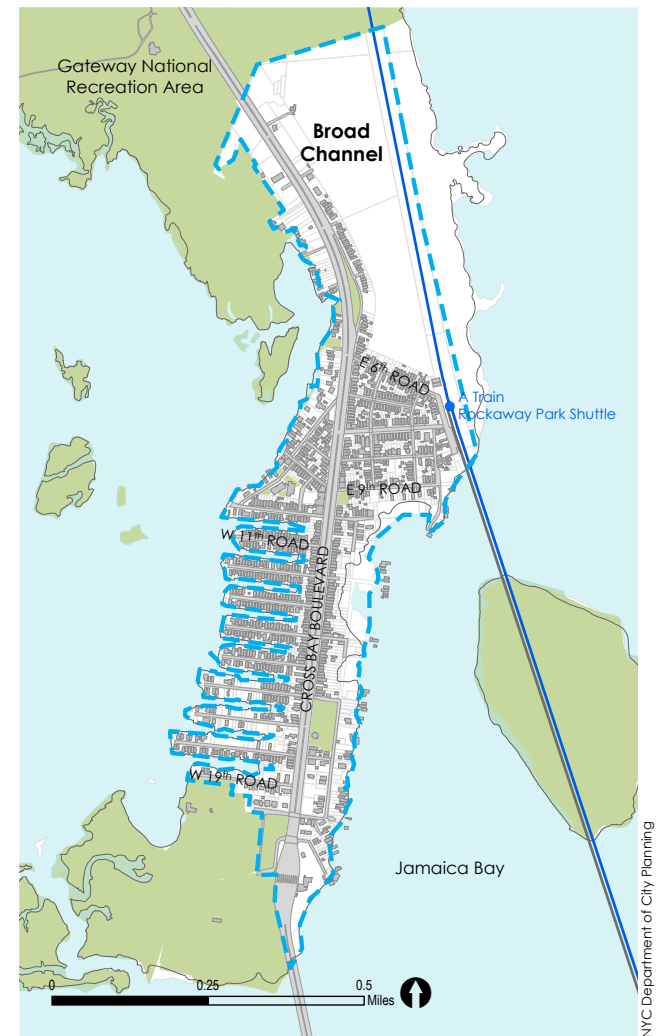 Gateway National
Recreation Area
Broad
Channel
E 6th ROAD
A Train
Rockaway Park Shuttle
E 9th ROAD
W 11th ROAD
CROSS BAY BOULEVARD
W 19th ROAD
Jamaica Bay
0 0.25 0.5
Miles
NYC Department of City Planning